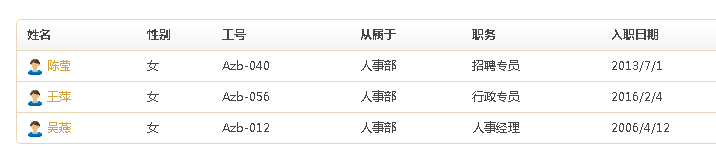 姓名 性别 工号 从属于 职务 入职日期
陈莹 女 Azb-040 人事部 招聘专员 2013/7/1
王萍 女 Azb-056 人事部 行政专员 2016/2/4
吴燕 女 Azb-012 人事部 人事经理 2006/4/12